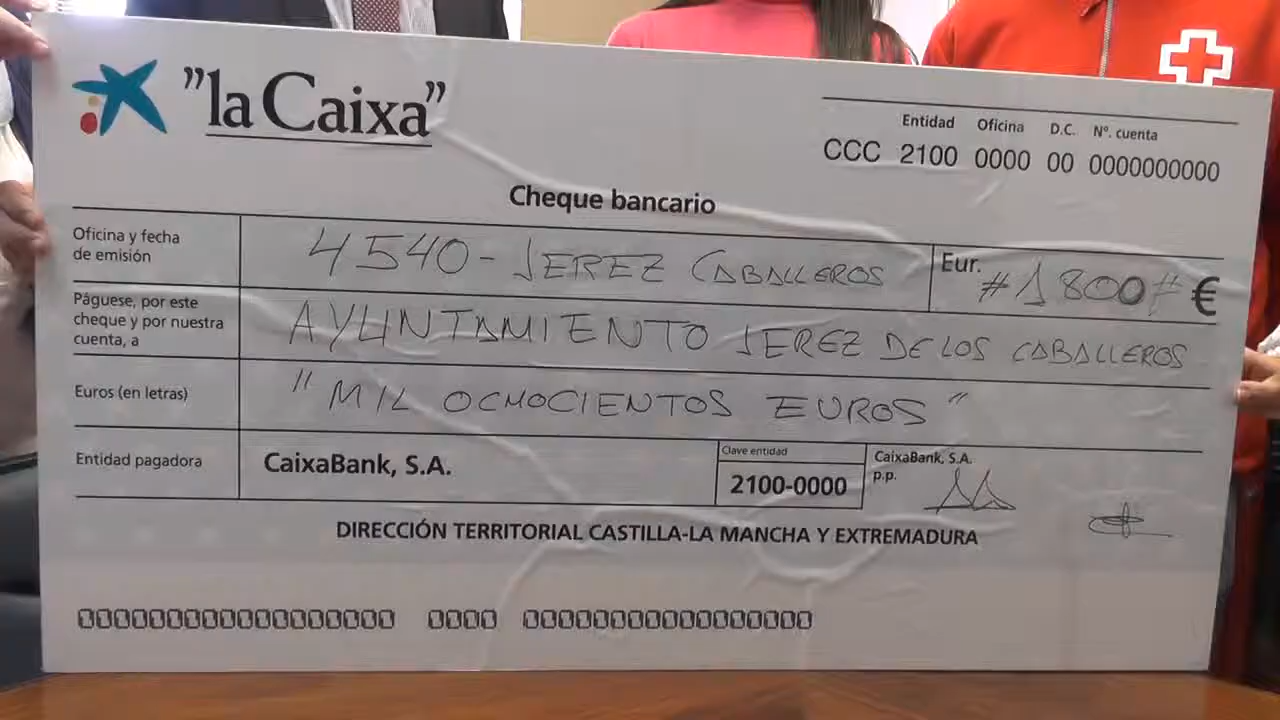 "la Caixa"
Entidad Oficina D.C. Nº. cuenta
CCC 2100 0000 00 0000000000
Cheque bancario
Oficina y fecha
de emisión
4540 - JEREZ CABALLEROS
Eur. #1800# €
Páguese, por este
cheque y por nuestra
cuenta, a
AYUNTAMIENTO JEREZ DE LOS CABALLEROS
Euros (en letras)
"MIL OCHOCIENTOS EUROS"
Entidad pagadora
CaixaBank, S.A.
Clave entidad
2100-0000
CaixaBank, S.A.
p.p.
DIRECCIÓN TERRITORIAL CASTILLA-LA MANCHA Y EXTREMADURA
000000000000000000 0000 00000000000000000